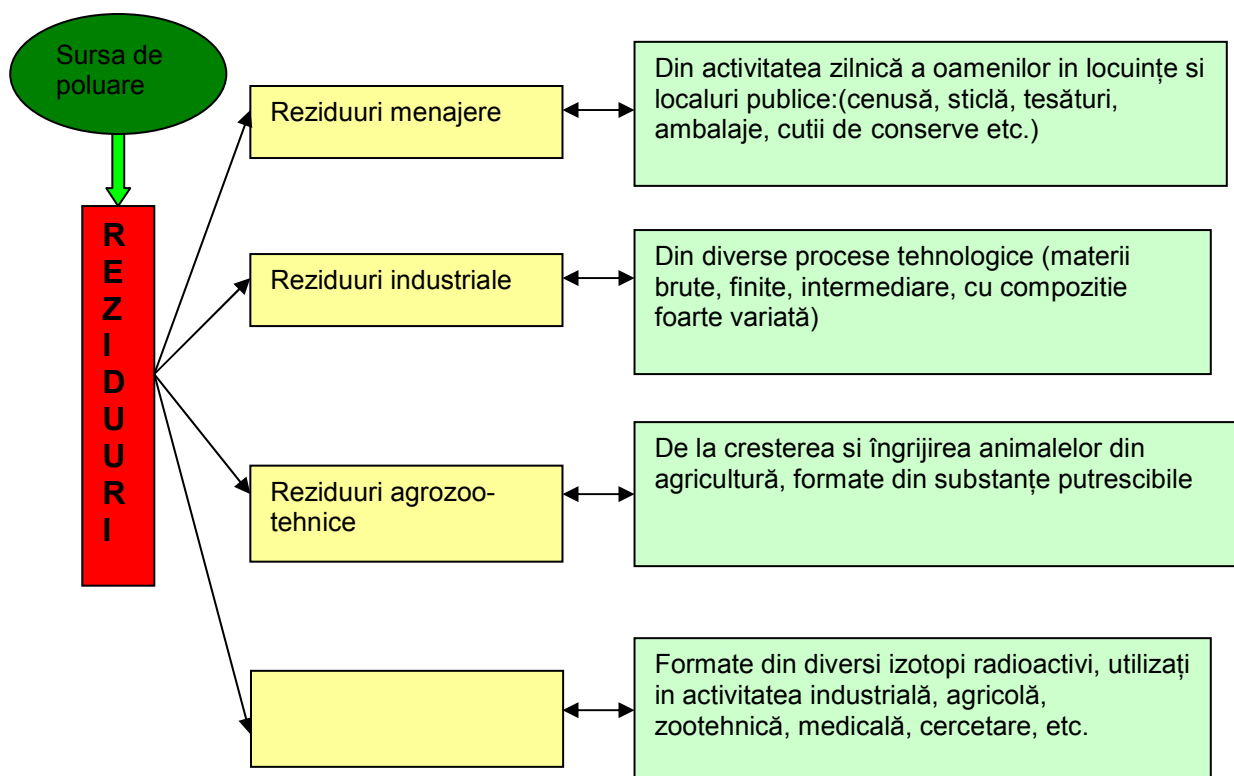 Sursa de
poluare
R
E
Z
I
D
U
U
R
I
Reziduuri menajere
Din activitatea zilnică a oamenilor in locuințe si
localuri publice:(cenusă, sticlă, tesături,
ambalaje, cutii de conserve etc.)
Reziduuri industriale
Din diverse procese tehnologice (materii
brute, finite, intermediare, cu compozitie
foarte variată)
Reziduuri agrozoo-
tehnice
De la cresterea si îngrijirea animalelor din
agricultură, formate din substanțe putrescibile
Formate din diversi izotopi radioactivi, utilizați
in activitatea industrială, agricolă,
zootehnică, medicală, cercetare, etc.